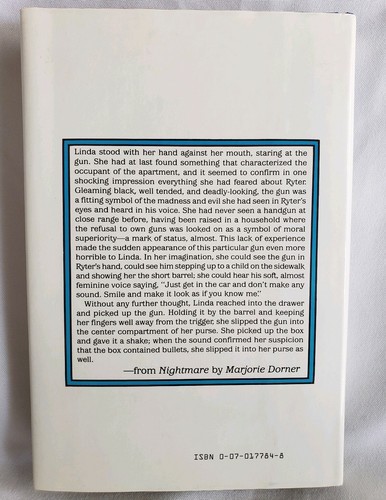 Linda stood with her hand against her mouth, staring at the
gun. She had at last found something that characterized the
occupant of the apartment, and it seemed to confirm in one
shocking impression everything she had feared about Ryter.
Gleaming black, well tended, and deadly-looking, the gun was
a fitting symbol of the madness and evil she had seen in Ryter's
eyes and heard in his voice. She had never seen a handgun at
close range before, having been raised in a household where
the refusal to own guns was looked on as a symbol of moral
superiority—a mark of status, almost. This lack of experience
made the sudden appearance of this particular gun even more
horrible to Linda. In her imagination, she could see the gun in
Ryter's hand, could see him stepping up to a child on the sidewalk
and showing her the short barrel; she could hear his soft, almost
feminine voice saying, "Just get in the car and don't make any
sound. Smile and make it look as if you know me."
Without any further thought, Linda reached into the drawer
and picked up the gun. Holding it by the barrel and keeping
her fingers well away from the trigger, she slipped the gun into
the center compartment of her purse. She picked up the box
and gave it a shake; when the sound confirmed her suspicion
that the box contained bullets, she slipped it into her purse as
well.
—from Nightmare by Marjorie Dorner
ISBN 0-07-017784-8